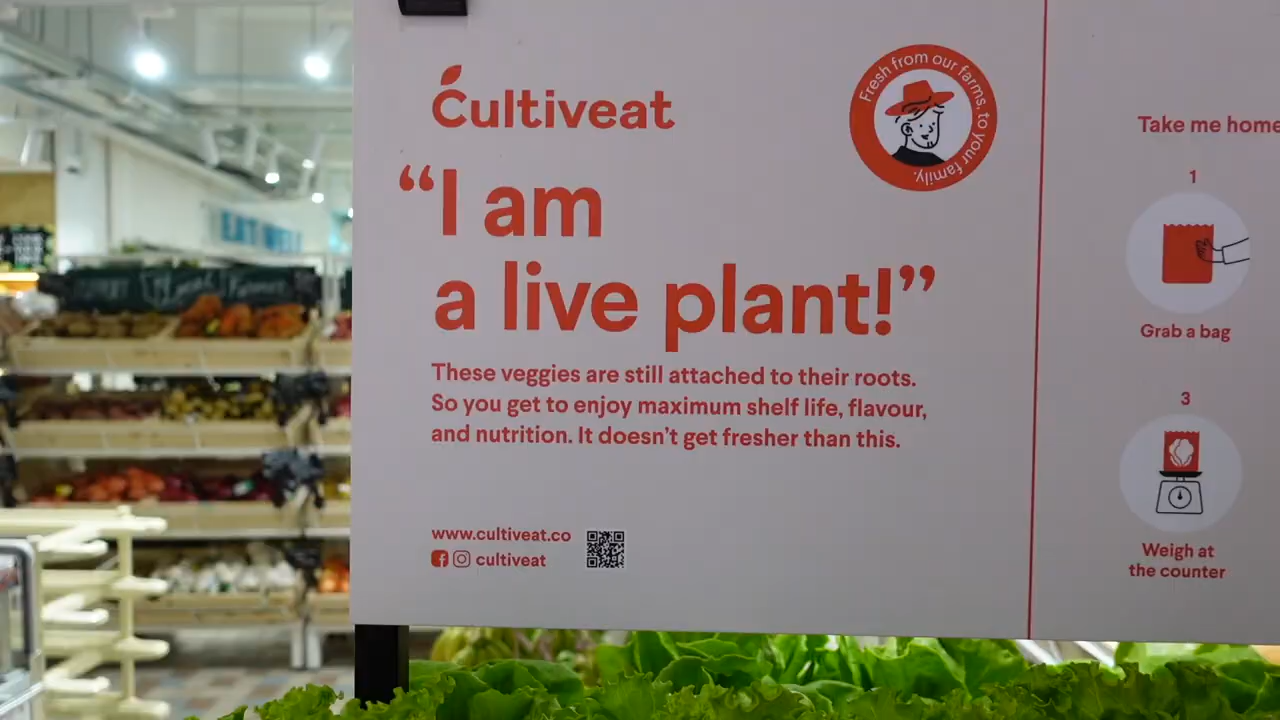 Cultiveat
Fresh from our farms, to your family.
“I am
a live plant!”
These veggies are still attached to their roots.
So you get to enjoy maximum shelf life, flavour,
and nutrition. It doesn’t get fresher than this.
www.cultiveat.co
cultiveat
Take me home
1
Grab a bag
3
Weigh at
the counter
EAT WELL